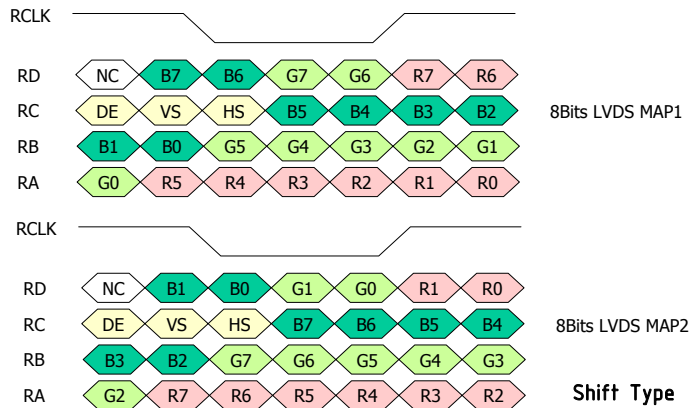 RCLK
RD NC B7 B6 G7 G6 R7 R6
RC DE VS HS B5 B4 B3 B2 8Bits LVDS MAP1
RB B1 B0 G5 G4 G3 G2 G1
RA G0 R5 R4 R3 R2 R1 R0
RCLK
RD NC B1 B0 G1 G0 R1 R0
RC DE VS HS B7 B6 B5 B4 8Bits LVDS MAP2
RB B3 B2 G7 G6 G5 G4 G3
RA G2 R7 R6 R5 R4 R3 R2 Shift Type